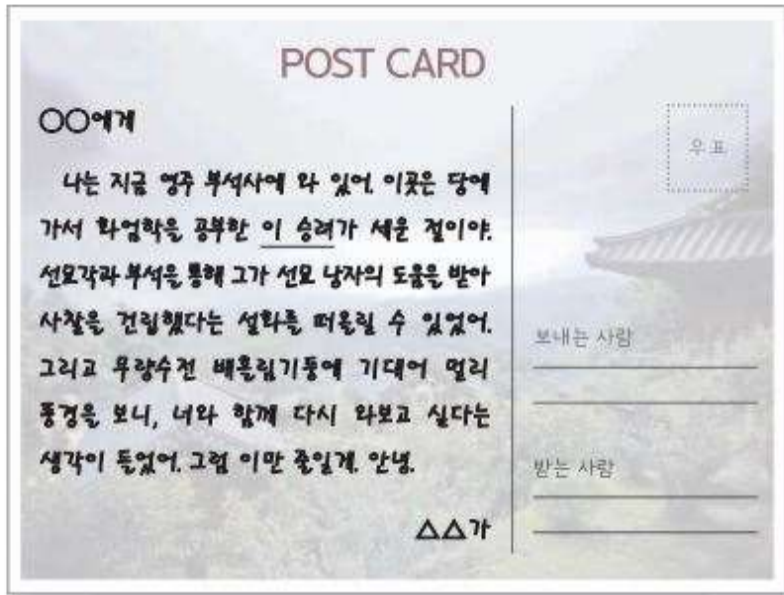 POST CARD
○○에게
나는 지금 영주 부석사에 와 있어. 이곳은 당에
가서 화엄학을 공부한 이 승려가 세운 절이야.
선묘각과 부석을 통해 그가 선묘 낭자의 도움을 받아
사찰을 건립했다는 설화를 떠올릴 수 있었어.
그리고 무량수전 배흘림기둥에 기대어 멀리
풍경을 보니, 너와 함께 다시 와보고 싶다는
생각이 들었어. 그럼 이만 줄일게. 안녕.
△△가
우표
보내는 사람
받는 사람